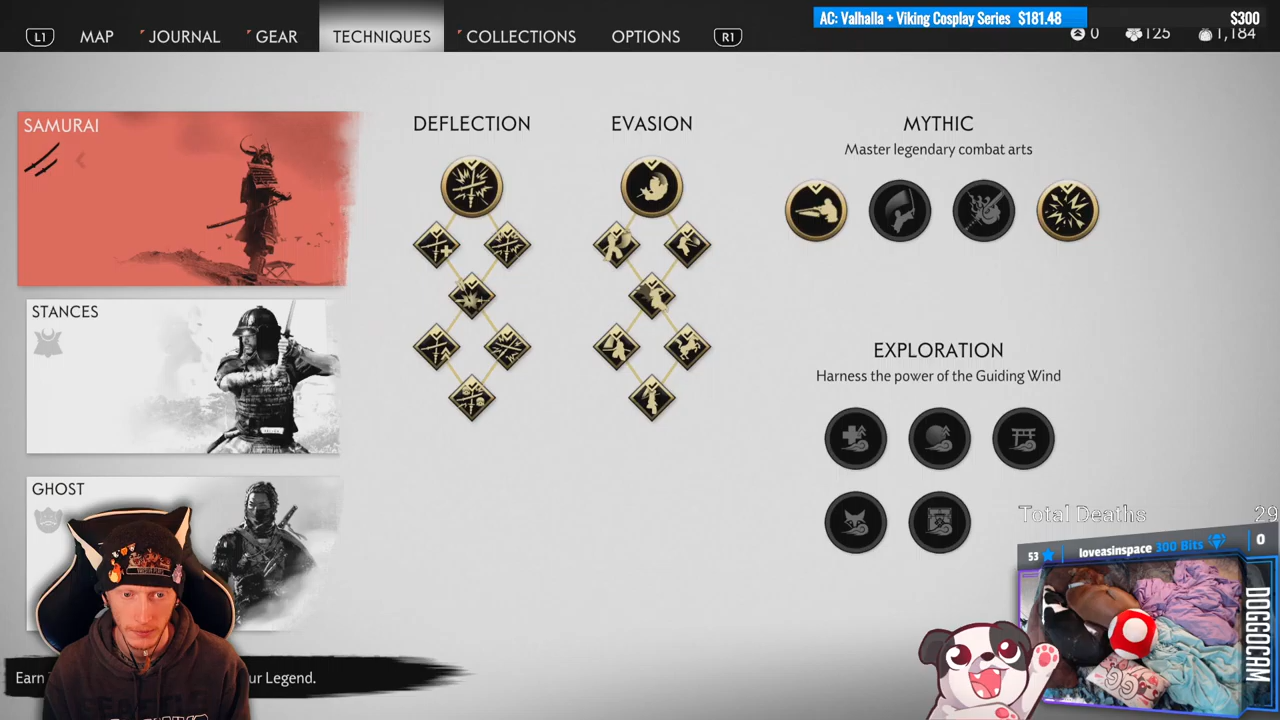 AC: Valhalla + Viking Cosplay Series $181.48 $300
L1 MAP JOURNAL GEAR TECHNIQUES COLLECTIONS OPTIONS R1
0 125 1,184
SAMURAI
STANCES
GHOST
DEFLECTION
EVASION
MYTHIC
Master legendary combat arts
EXPLORATION
Harness the power of the Guiding Wind
Total Deaths 29
53 loveasinspace 300 Bits 0
DOGGOCAM
Earn ur Legend.